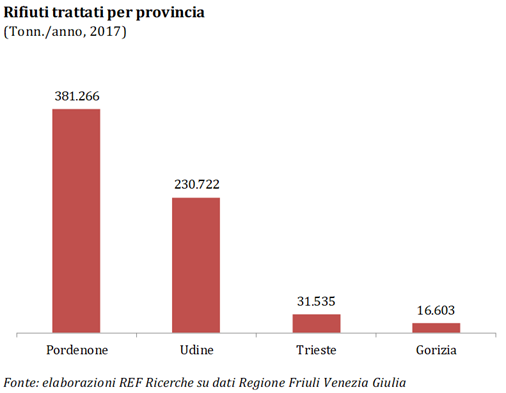 Rifiuti trattati per provincia
(Tonn./anno, 2017)
381.266
230.722
31.535
16.603
Pordenone Udine Trieste Gorizia
Fonte: elaborazioni REF Ricerche su dati Regione Friuli Venezia Giulia